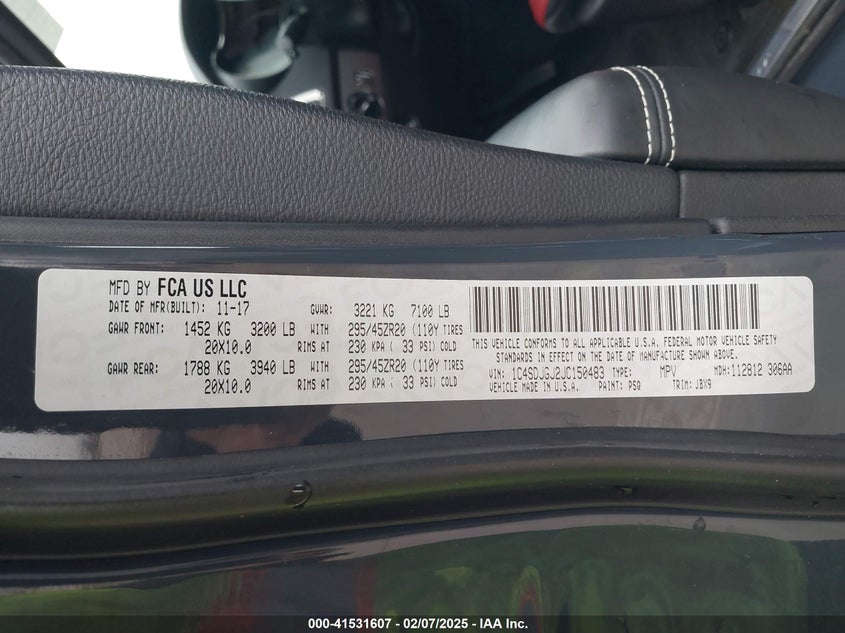 MFD BY FCA US LLC
DATE OF MFR(BUILT): 11-17 GVWR: 3221 KG 7100 LB
GAWR FRONT: 1452 KG 3200 LB WITH 295/45ZR20 (110Y TIRES
20X10.0 RIMS AT 230 KPA ( 33 PSI) COLD
GAWR REAR: 1788 KG 3940 LB WITH 295/45ZR20 (110Y TIRES
20X10.0 RIMS AT 230 KPA ( 33 PSI) COLD
THIS VEHICLE CONFORMS TO ALL APPLICABLE U.S.A. FEDERAL MOTOR VEHICLE SAFETY
STANDARDS IN EFFECT ON THE DATE OF MANUFACTURE SHOWN ABOVE.
VIN: 1C4SDJGJ2JC150483 TYPE: MPV MDH: 112812 306AA
VEHICLE MADE IN U.S.A. PAINT: PSQ TRIM: JBX9
000-41531607 - 02/07/2025 - IAA Inc.